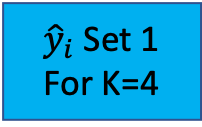 ŷᵢ Set 1
For K=4